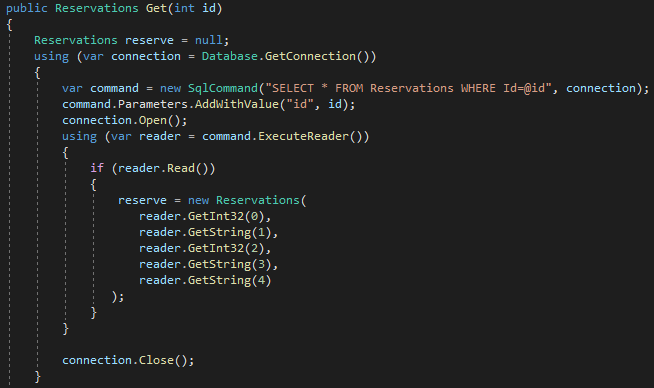 public Reservations Get(int id)
{
    Reservations reserve = null;
    using (var connection = Database.GetConnection())
    {
        var command = new SqlCommand("SELECT * FROM Reservations WHERE Id=@id", connection);
        command.Parameters.AddWithValue("id", id);
        connection.Open();
        using (var reader = command.ExecuteReader())
        {
            if (reader.Read())
            {
                reserve = new Reservations(
                    reader.GetInt32(0),
                    reader.GetString(1),
                    reader.GetInt32(2),
                    reader.GetString(3),
                    reader.GetString(4)
                );
            }
        }

        connection.Close();
    }